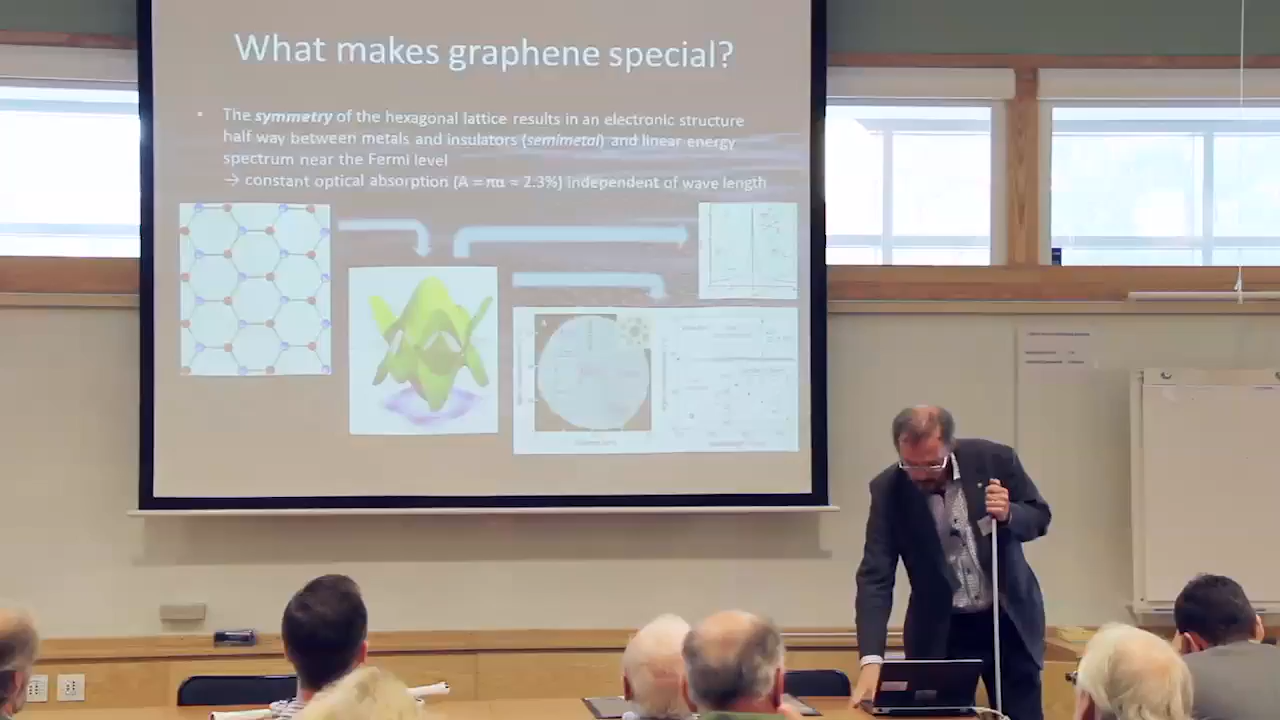 What makes graphene special?
• The symmetry of the hexagonal lattice results in an electronic structure
half way between metals and insulators (semimetal) and linear energy
spectrum near the Fermi level
→ constant optical absorption (A = πα ≈ 2.3%) independent of wave length